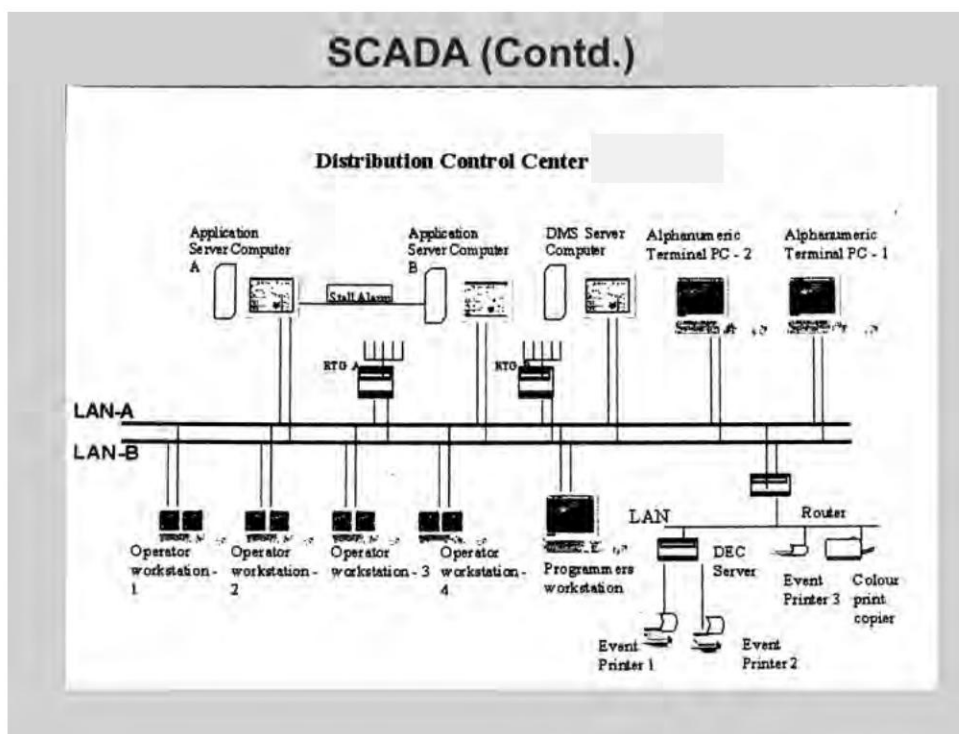 SCADA (Contd.)
Distribution Control Center
Application
Server Computer
A
Application
Server Computer
B
DMS Server
Computer
Alphanumeric
Terminal PC - 2
Alphanumeric
Terminal PC - 1
Stall Alarm
RTG A
RTG
LAN-A
LAN-B
Operator
workstation-
1
Operator
workstation-
2
Operator
workstation - 3
Operator
workstation-
4
Programmers
workstation
LAN
Router
DEC
Server
Event
Printer 3
Colour
print
copier
Event
Printer 1
Event
Printer 2